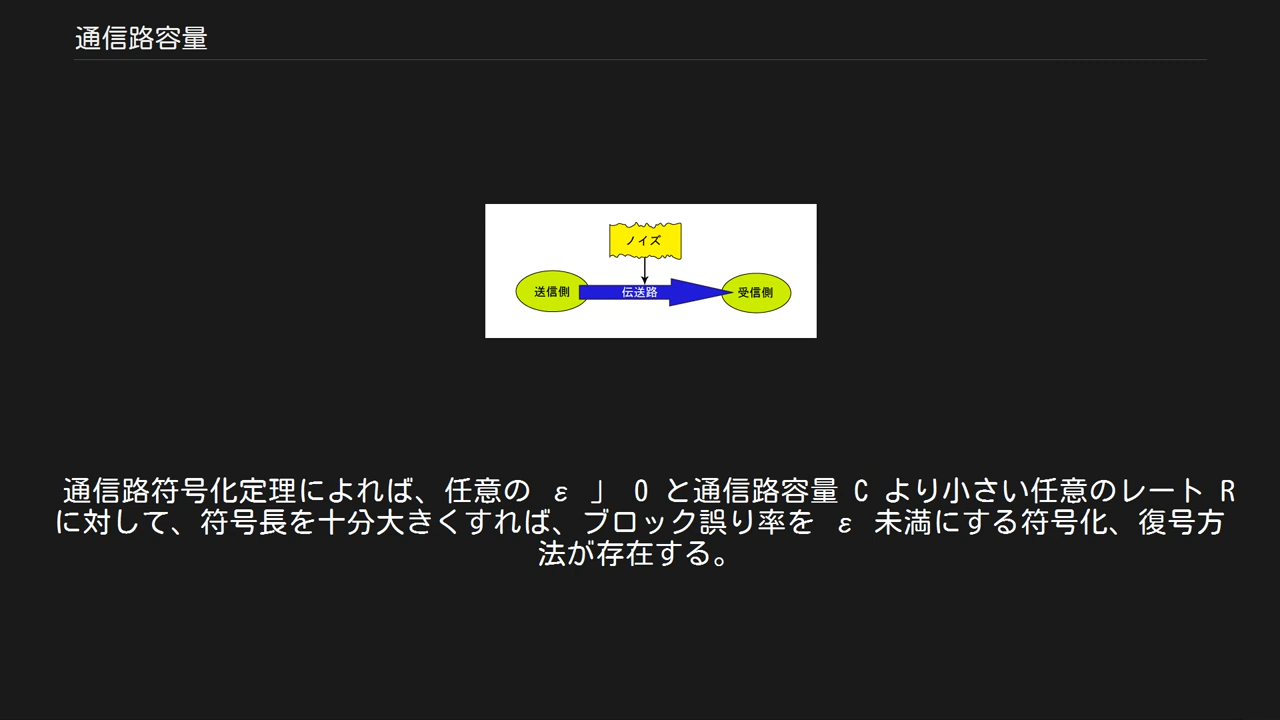 通信路容量
ノイズ
送信側
伝送路
受信側
通信路符号化定理によれば、任意の ε 」 0 と通信路容量 C より小さい任意のレート R
に対して、符号長を十分大きくすれば、ブロック誤り率を ε 未満にする符号化、復号方
法が存在する。